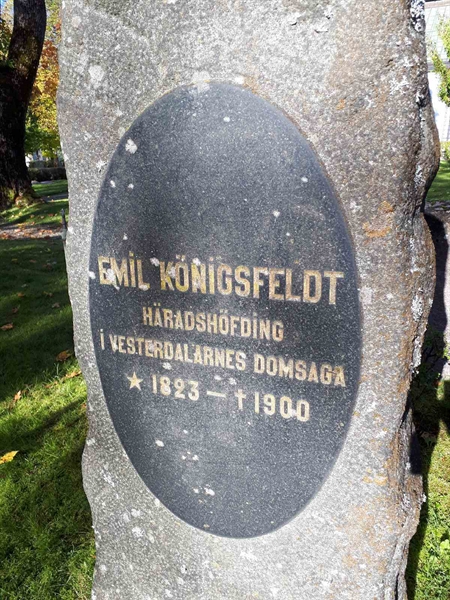 EMIL KÖNIGSFELDT
HÄRADSHÖFDING
I VESTERDALARNES DOMSAGA
★ 1823 — † 1900